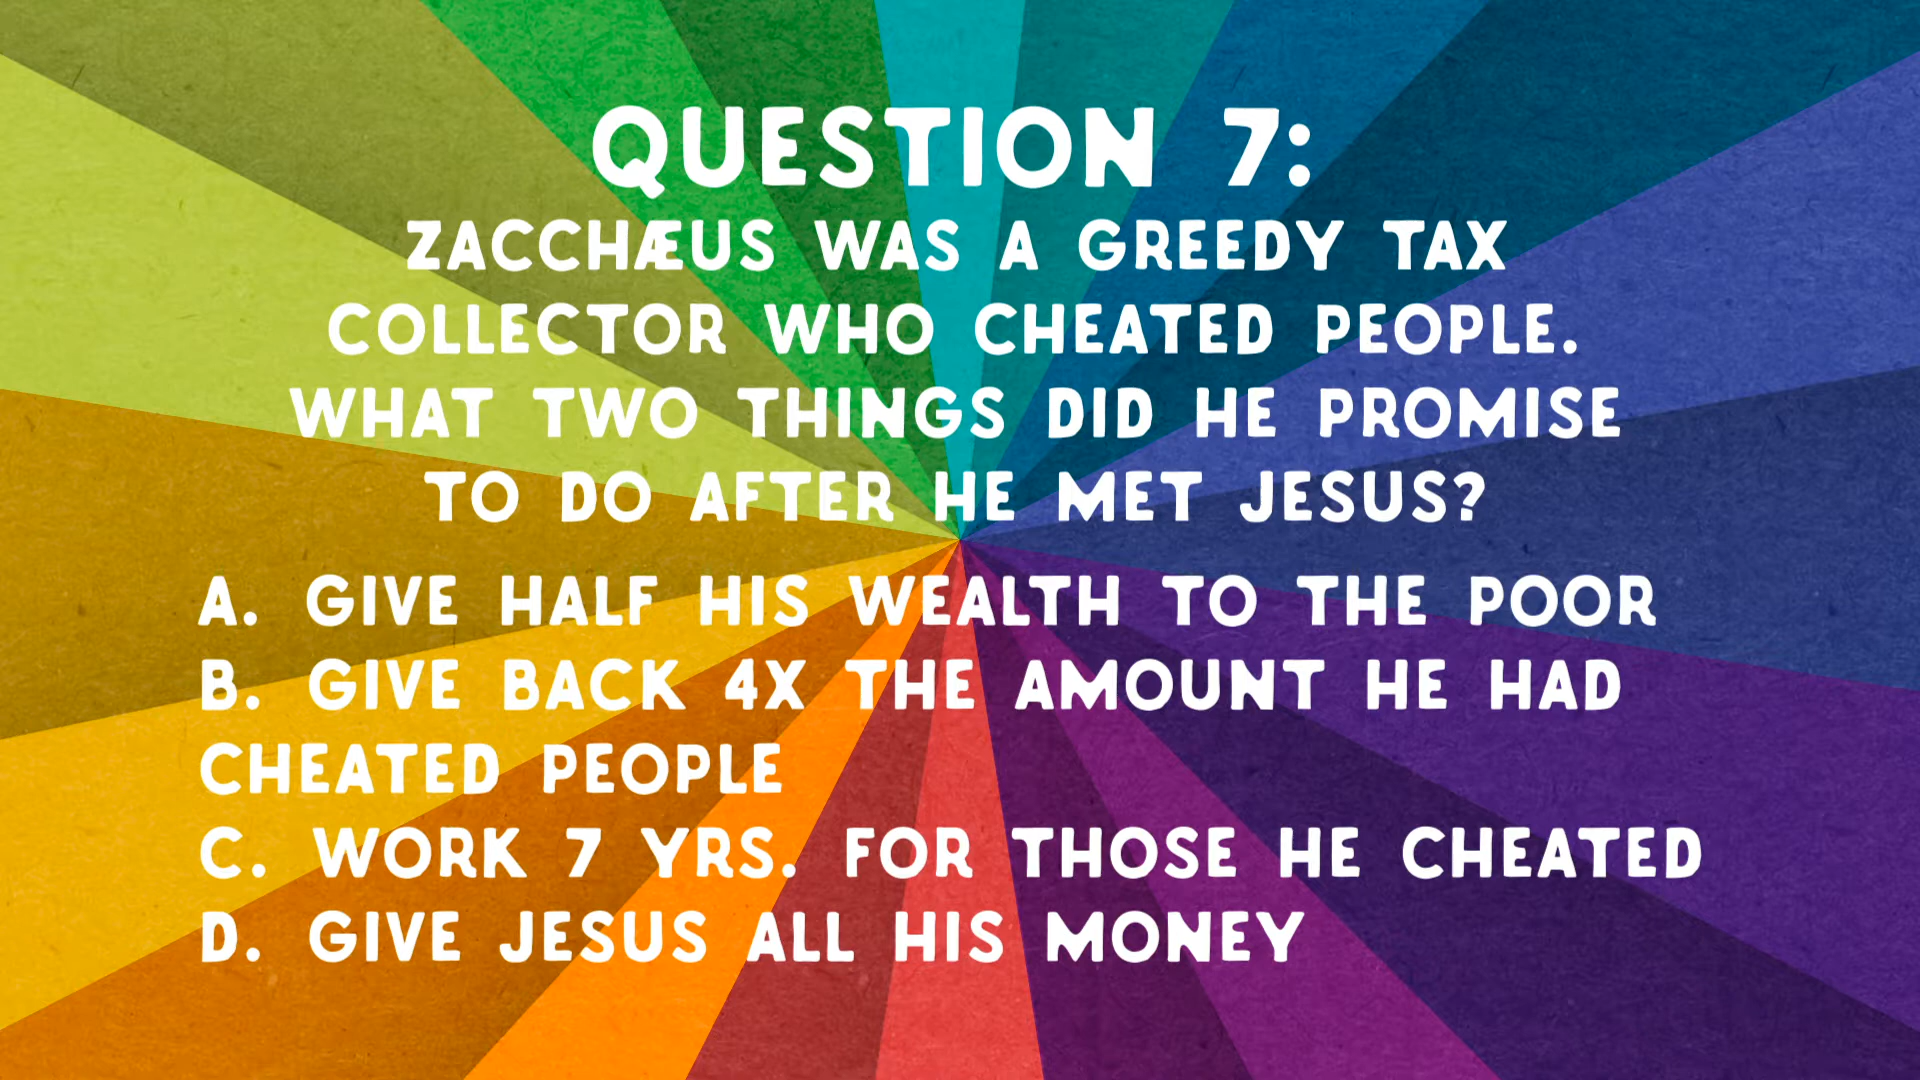 QUESTION 7:
ZACCHÆUS WAS A GREEDY TAX
COLLECTOR WHO CHEATED PEOPLE.
WHAT TWO THINGS DID HE PROMISE
TO DO AFTER HE MET JESUS?
A. GIVE HALF HIS WEALTH TO THE POOR
B. GIVE BACK 4X THE AMOUNT HE HAD
CHEATED PEOPLE
C. WORK 7 YRS. FOR THOSE HE CHEATED
D. GIVE JESUS ALL HIS MONEY